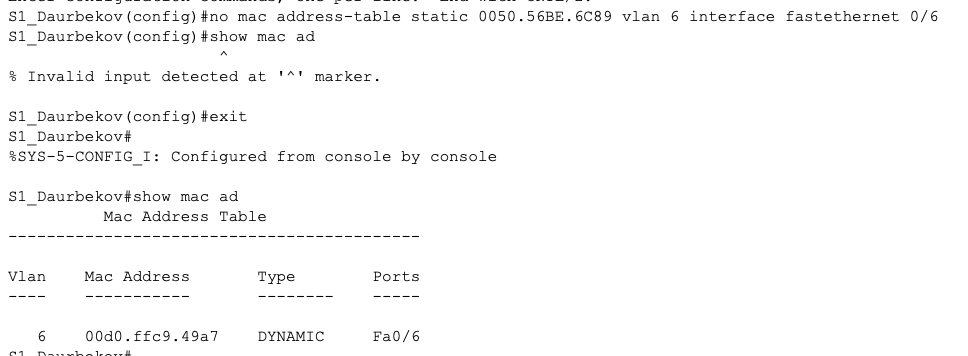 S1_Daurbekov(config)#no mac address-table static 0050.56BE.6C89 vlan 6 interface fastethernet 0/6
S1_Daurbekov(config)#show mac ad
^
% Invalid input detected at '^' marker.
S1_Daurbekov(config)#exit
S1_Daurbekov#
%SYS-5-CONFIG_I: Configured from console by console
S1_Daurbekov#show mac ad
Mac Address Table
-------------------------------------------
Vlan    Mac Address       Type        Ports
----    -----------       --------    -----
6    00d0.ffc9.49a7    DYNAMIC     Fa0/6
S1_Daurbekov#